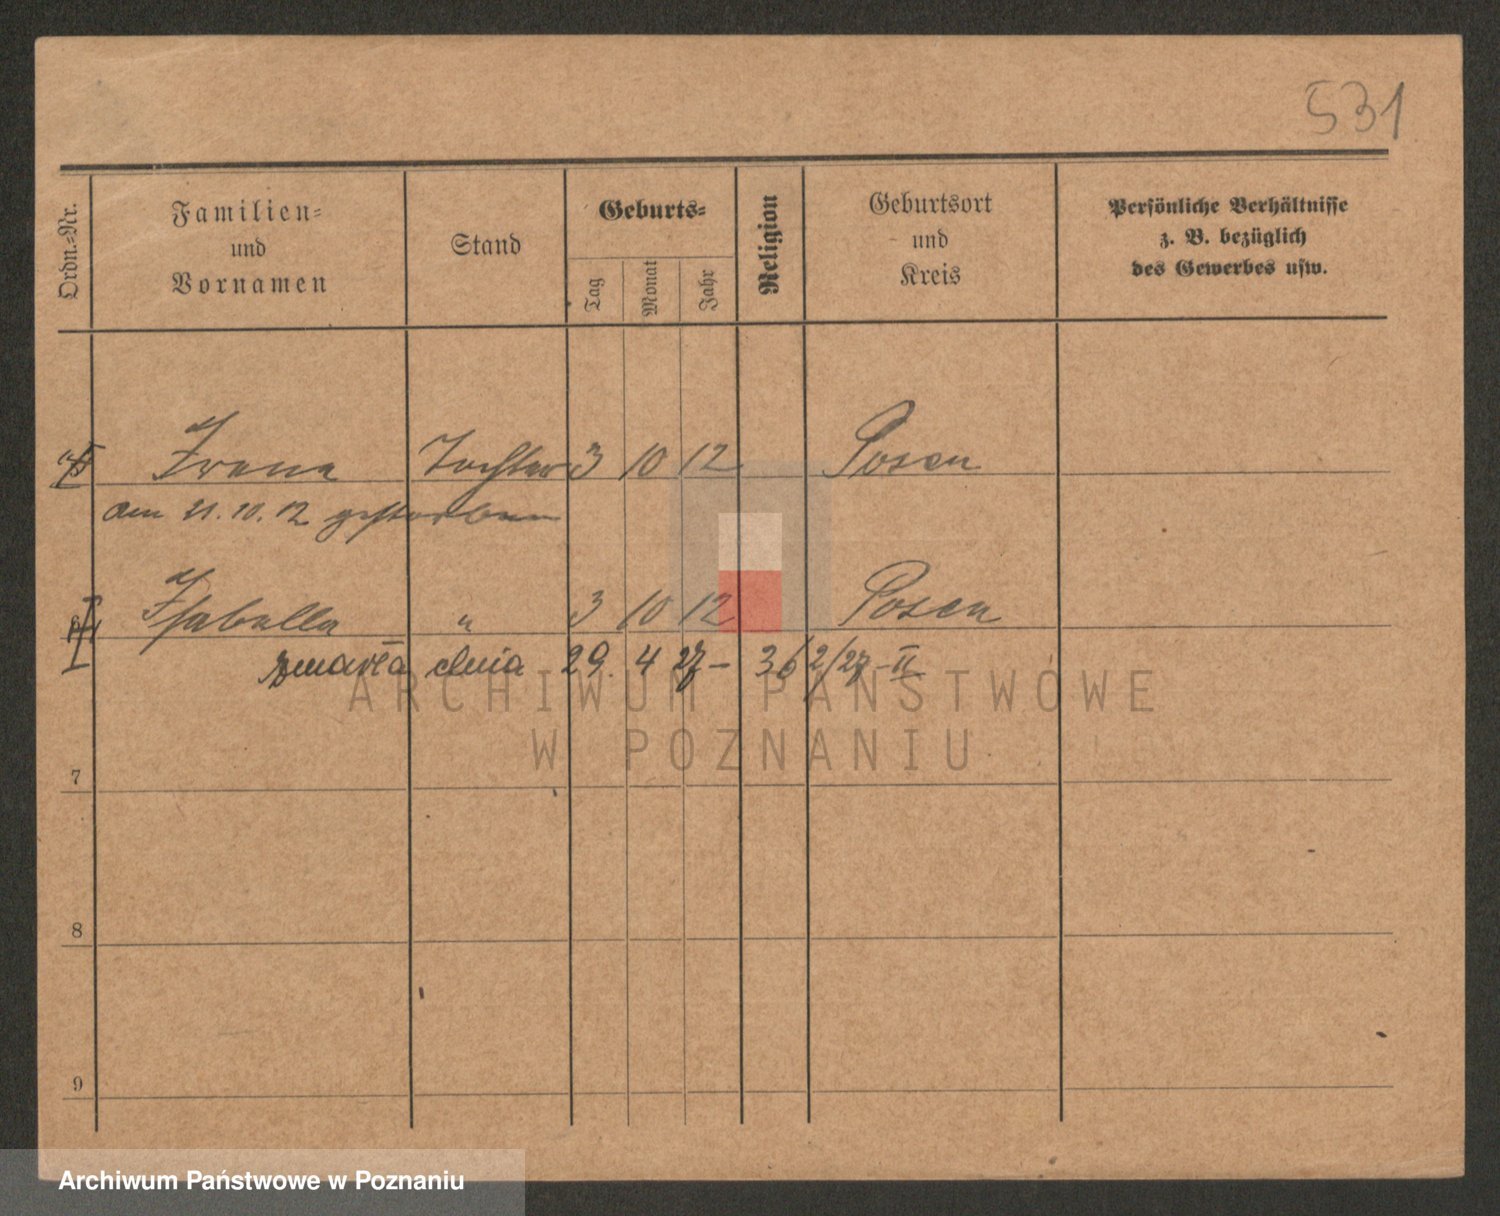 531
Ordn.-Nr.
Familien-
und
Vornamen
Stand
Geburts-
Tag
Monat
Jahr
Religion
Geburtsort
und
Kreis
Persönliche Verhältnisse
z. B. bezüglich
des Gewerbes usw.
Irena Tochter 3 10 12 Posen
am 21.10.12 gestorben
Isabella " 3 10 12 Posen
zmarła dnia 29. 4 27 – 36/2/27 – II
ARCHIWUM PAŃSTWOWE
W POZNANIU
7
8
9
Archiwum Państwowe w Poznaniu